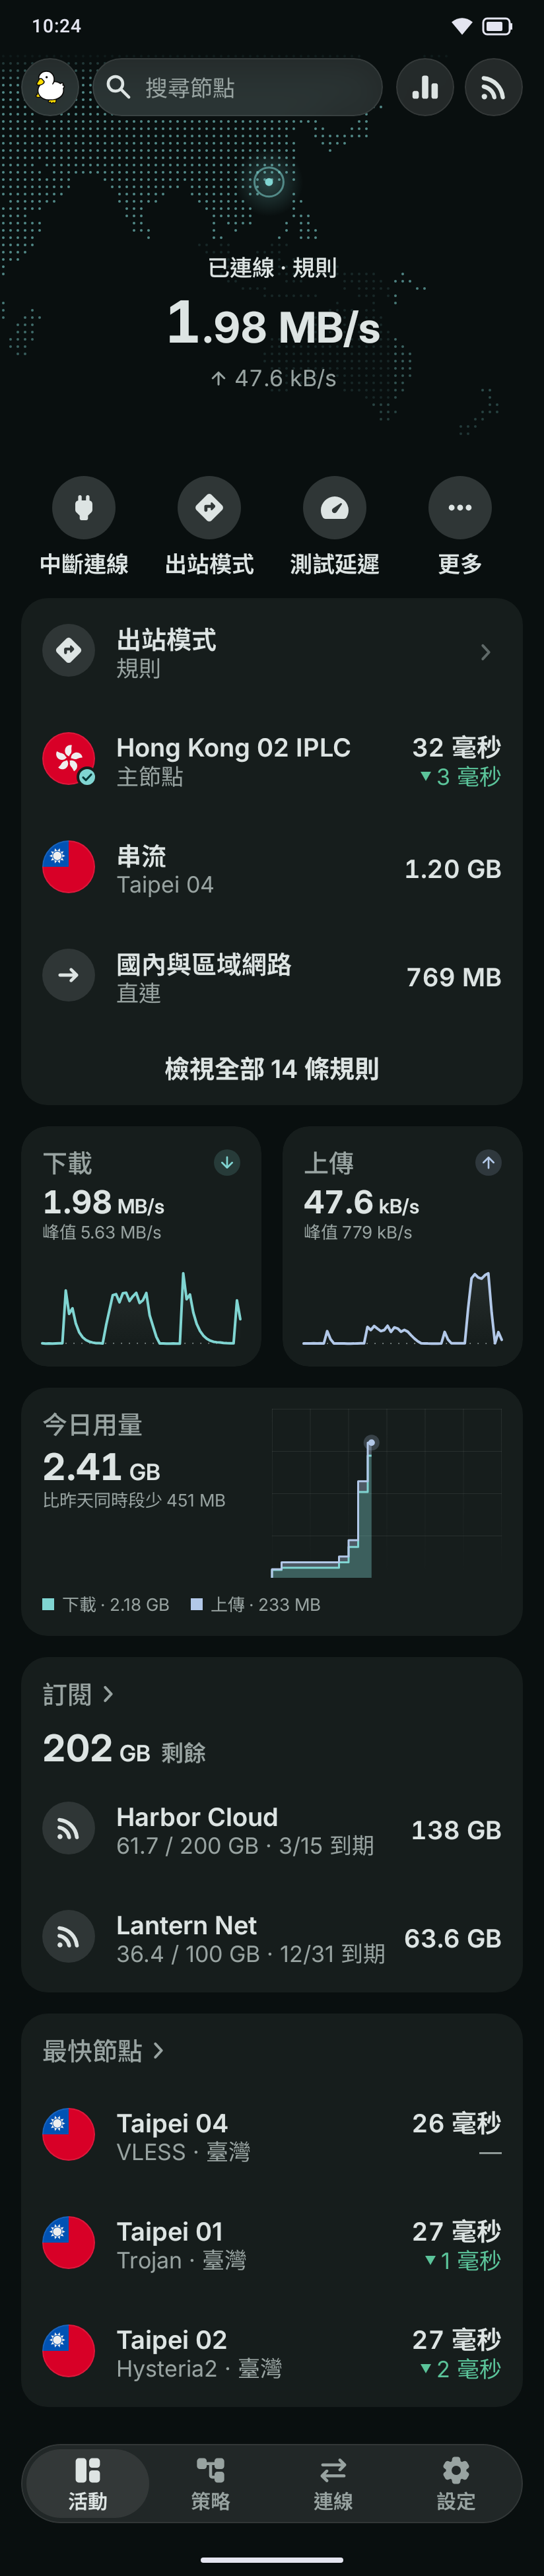 10:24
搜尋節點
已連線 · 規則
1.98 MB/s
↑ 47.6 kB/s
中斷連線
出站模式
測試延遲
更多
出站模式
規則
Hong Kong 02 IPLC
32 毫秒
主節點
▼3 毫秒
串流
Taipei 04
1.20 GB
國內與區域網路
直連
769 MB
檢視全部 14 條規則
下載
1.98 MB/s
峰值 5.63 MB/s
上傳
47.6 kB/s
峰值 779 kB/s
今日用量
2.41 GB
比昨天同時段少 451 MB
下載 · 2.18 GB
上傳 · 233 MB
訂閱
202 GB 剩餘
Harbor Cloud
61.7 / 200 GB · 3/15 到期
138 GB
Lantern Net
36.4 / 100 GB · 12/31 到期
63.6 GB
最快節點
Taipei 04
26 毫秒
VLESS · 臺灣
—
Taipei 01
27 毫秒
Trojan · 臺灣
▼1 毫秒
Taipei 02
27 毫秒
Hysteria2 · 臺灣
▼2 毫秒
活動
策略
連線
設定